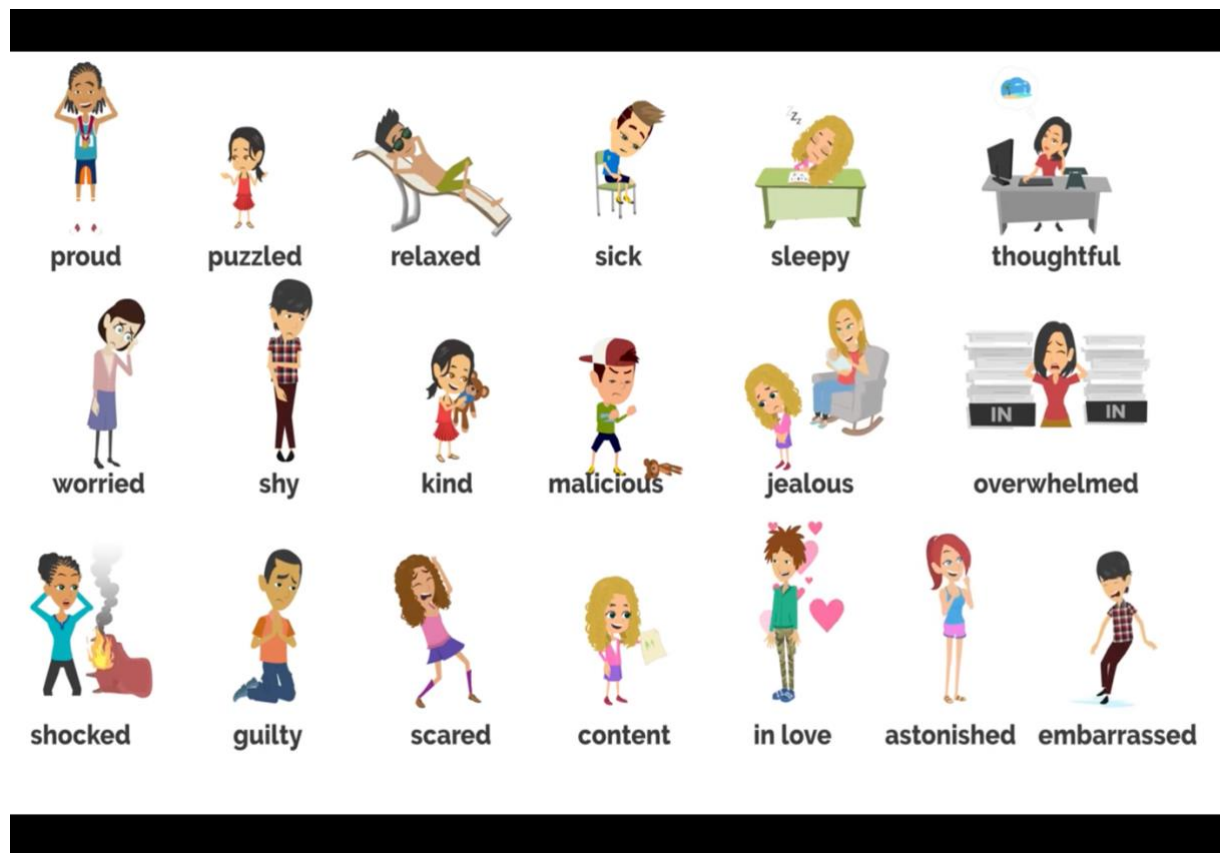 zzz
proud puzzled relaxed sick sleepy thoughtful
IN IN
worried shy kind malicious jealous overwhelmed
shocked guilty scared content in love astonished embarrassed